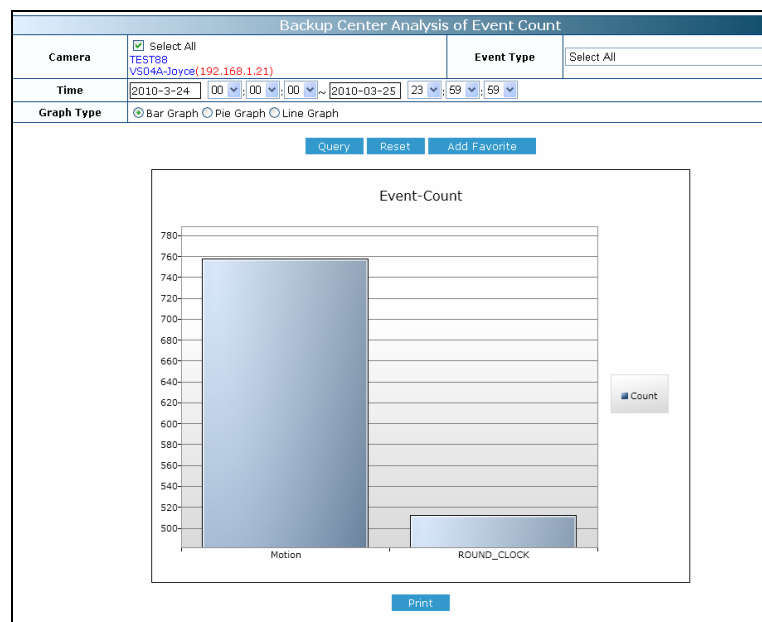 Backup Center Analysis of Event Count
Camera
Select All
TEST88
VS04A-Joyce(192.168.1.21)
Event Type
Select All
Time
2010-3-24 00 : 00 : 00 ~ 2010-03-25 23 : 59 : 59
Graph Type
Bar Graph Pie Graph Line Graph
Query Reset Add Favorite
Event-Count
780
760
740
720
700
680
660
640
620
600
580
560
540
520
500
Count
Motion ROUND_CLOCK
Print